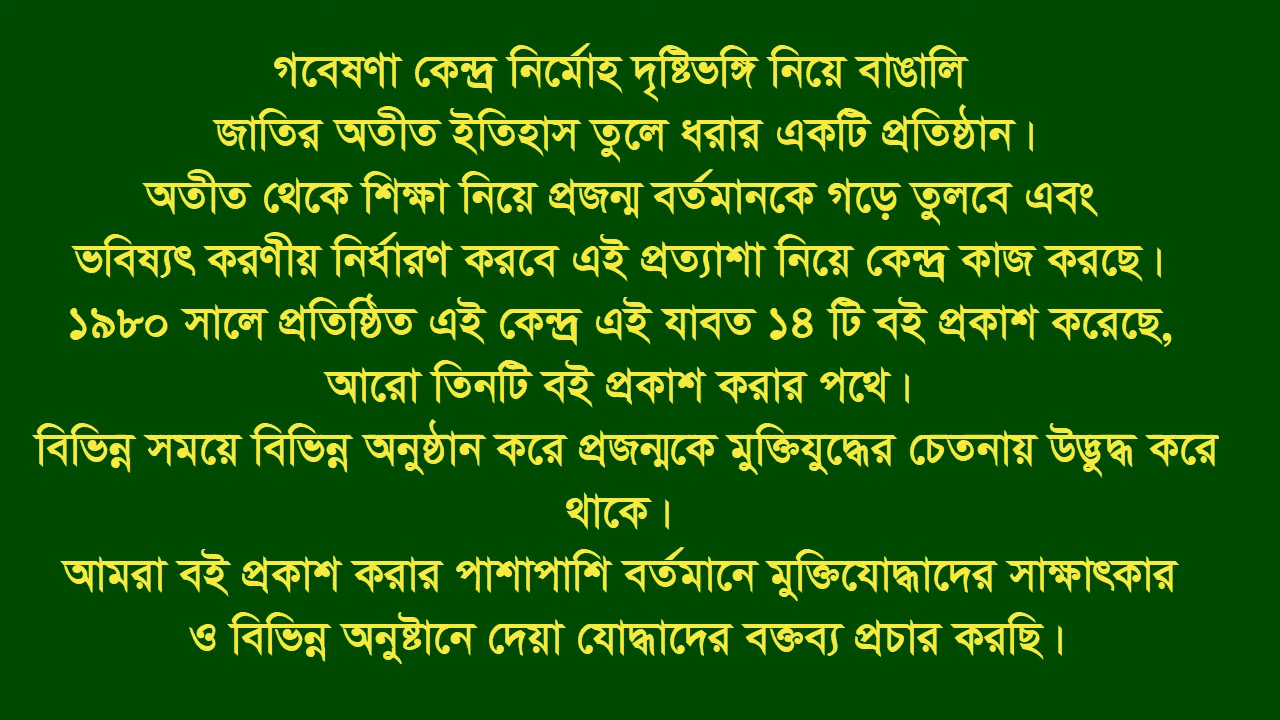 গবেষণা কেন্দ্র নির্মোহ দৃষ্টিভঙ্গি নিয়ে বাঙালি
জাতির অতীত ইতিহাস তুলে ধরার একটি প্রতিষ্ঠান।
অতীত থেকে শিক্ষা নিয়ে প্রজন্ম বর্তমানকে গড়ে তুলবে এবং
ভবিষ্যৎ করণীয় নির্ধারণ করবে এই প্রত্যাশা নিয়ে কেন্দ্র কাজ করছে।
১৯৮০ সালে প্রতিষ্ঠিত এই কেন্দ্র এই যাবত ১৪ টি বই প্রকাশ করেছে,
আরো তিনটি বই প্রকাশ করার পথে।
বিভিন্ন সময়ে বিভিন্ন অনুষ্ঠান করে প্রজন্মকে মুক্তিযুদ্ধের চেতনায় উদ্ভুদ্ধ করে
থাকে।
আমরা বই প্রকাশ করার পাশাপাশি বর্তমানে মুক্তিযোদ্ধাদের সাক্ষাৎকার
ও বিভিন্ন অনুষ্টানে দেয়া যোদ্ধাদের বক্তব্য প্রচার করছি।